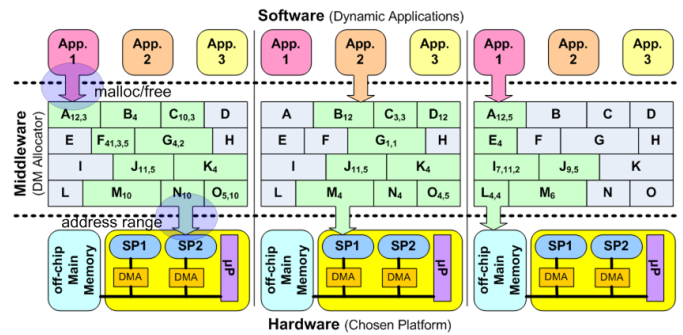 Software (Dynamic Applications)
App. 1 App. 2 App. 3 App. 1 App. 2 App. 3 App. 1 App. 2 App. 3
malloc/free
Middleware
(DM Allocator)
A12,3 B4 C10,3 D
E F41,3,5 G4,2 H
I J11,5 K4
L M10 N10 O5,10
A B12 C3,3 D12
E F G1,1 H
I J11,5 K4
L M4 N4 O4,5
A12,5 B C D
E4 F G H
I7,11,2 J9,5 K
L4,4 M6 N O
address range
off-chip Main Memory
SP1 SP2 μP
DMA DMA
off-chip Main Memory
SP1 SP2 μP
DMA DMA
off-chip Main Memory
SP1 SP2 μP
DMA DMA
Hardware (Chosen Platform)